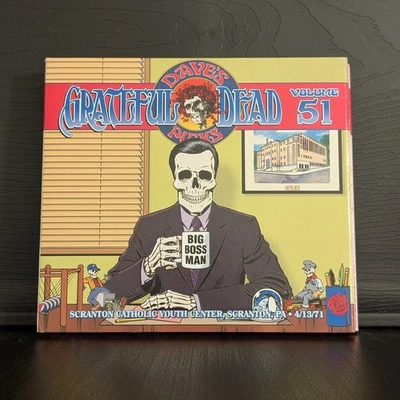 DAVE'S
GRATEFUL DEAD
PICKS
VOLUME
51
BIG
BOSS
MAN
SCRANTON CATHOLIC YOUTH CENTER, SCRANTON, PA • 4/13/71